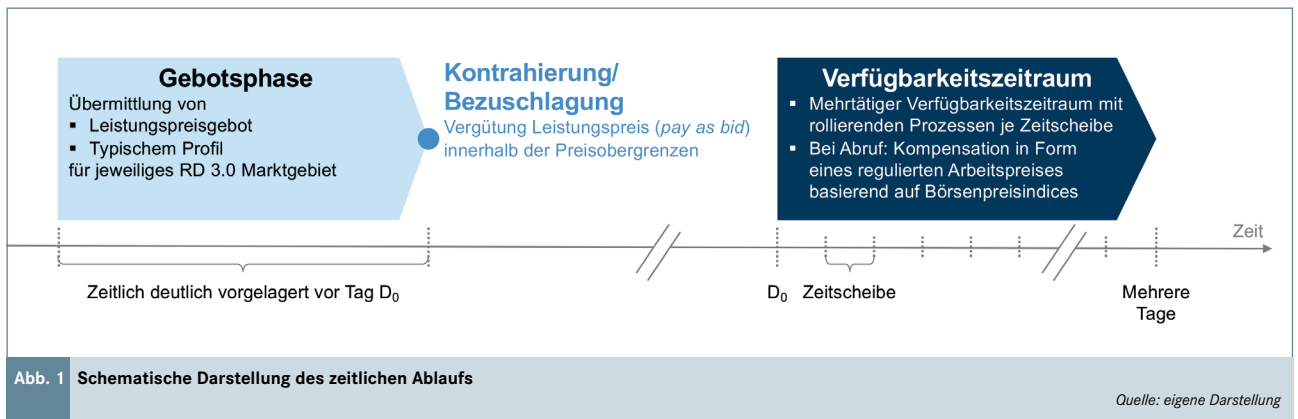 Gebotsphase
Übermittlung von
▪ Leistungspreisgebot
▪ Typischem Profil
für jeweiliges RD 3.0 Marktgebiet
Kontrahierung/
Bezuschlagung
Vergütung Leistungspreis (pay as bid)
innerhalb der Preisobergrenzen
Verfügbarkeitszeitraum
▪ Mehrtätiger Verfügbarkeitszeitraum mit
rollierenden Prozessen je Zeitscheibe
▪ Bei Abruf: Kompensation in Form
eines regulierten Arbeitspreises
basierend auf Börsenpreisindices
Zeit
Zeitlich deutlich vorgelagert vor Tag D₀
D₀ Zeitscheibe
Mehrere
Tage
Abb. 1 Schematische Darstellung des zeitlichen Ablaufs
Quelle: eigene Darstellung